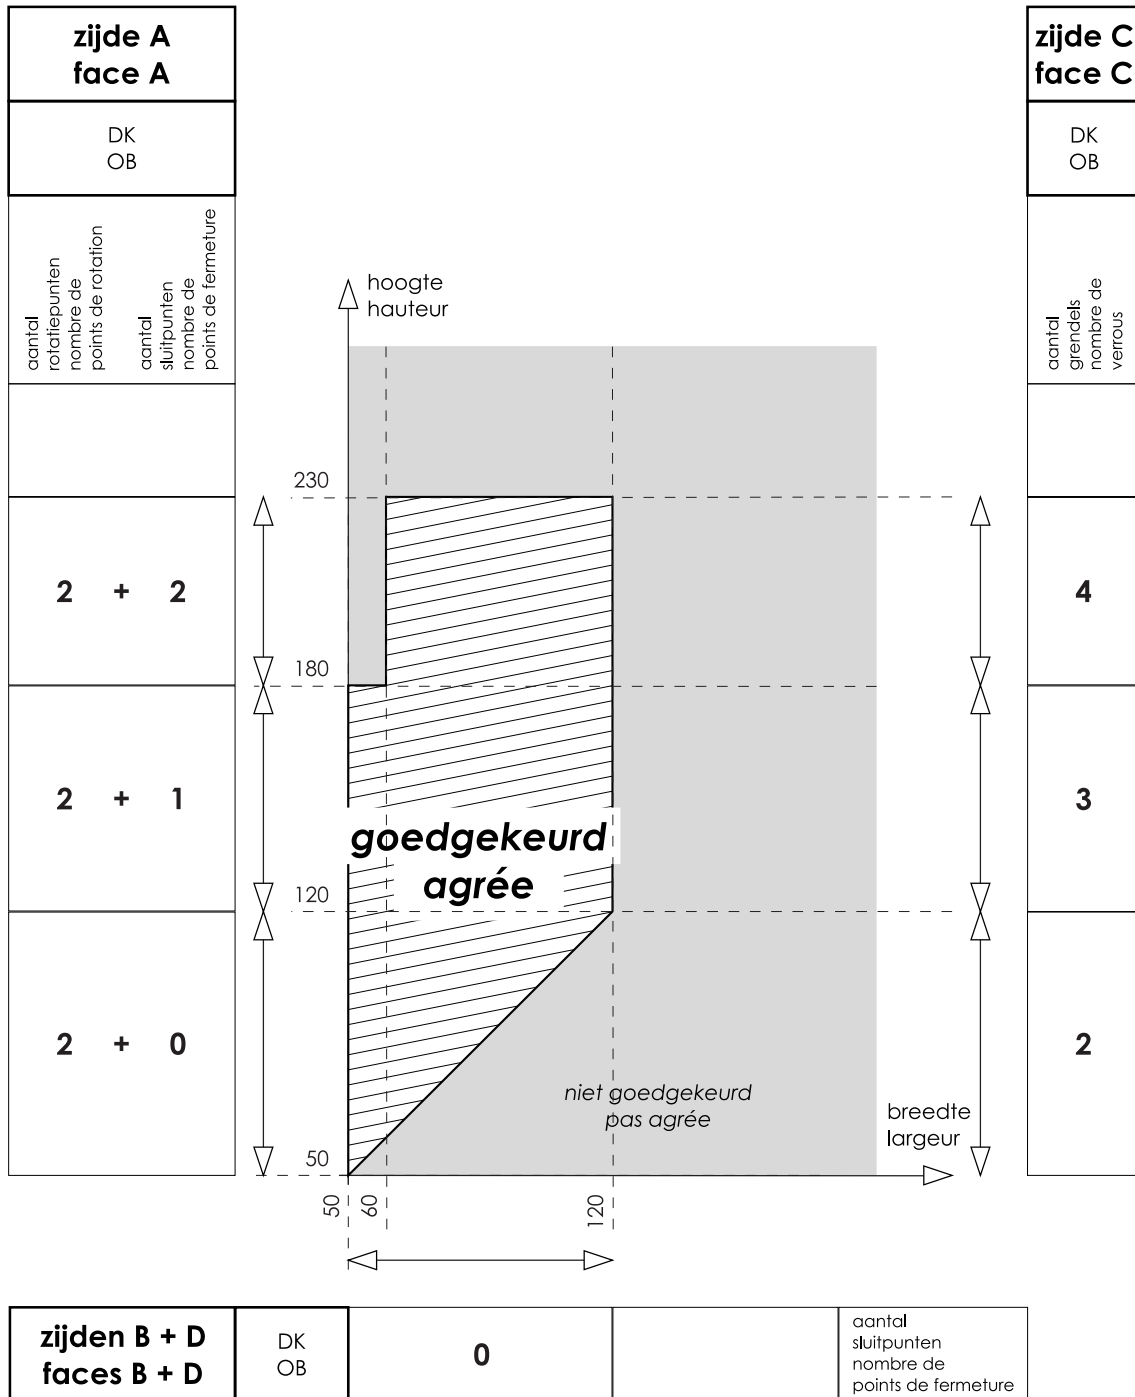 zijde A
face A
DK
OB
aantal
rotatiepunten
nombre de
points de rotation
aantal
sluitpunten
nombre de
points de fermeture
zijde C
face C
DK
OB
aantal
grendels
nombre de
verrous
hoogte
hauteur
230
2 + 2
4
180
2 + 1
3
goedgekeurd
agrée
120
2 + 0
2
niet goedgekeurd
pas agrée
breedte
largeur
50
50
60
120
zijden B + D
faces B + D
DK
OB
0
aantal
sluitpunten
nombre de
points de fermeture